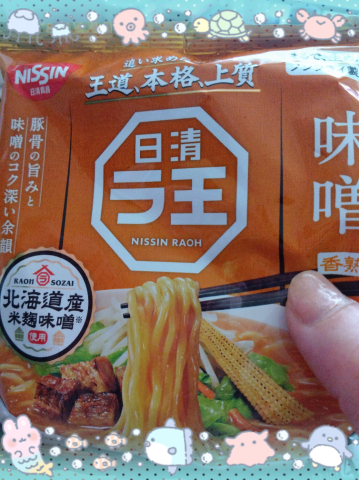 NISSIN
日清食品
追い求め
王道、本格、上質
日清
ラ王
NISSIN RAOH
味噌
香熟
豚骨の旨みと
味噌のコク深い余韻
RAOH SOZAI
ラ
北海道産
米麹味噌※
使用